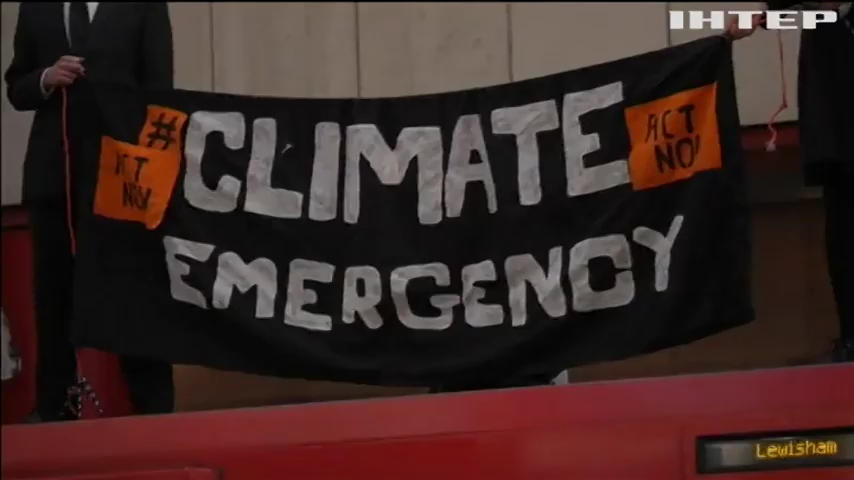 ІНТЕР
#CLIMATE
EMERGENCY
ACT
NOW
ACT
NOW
Lewisham